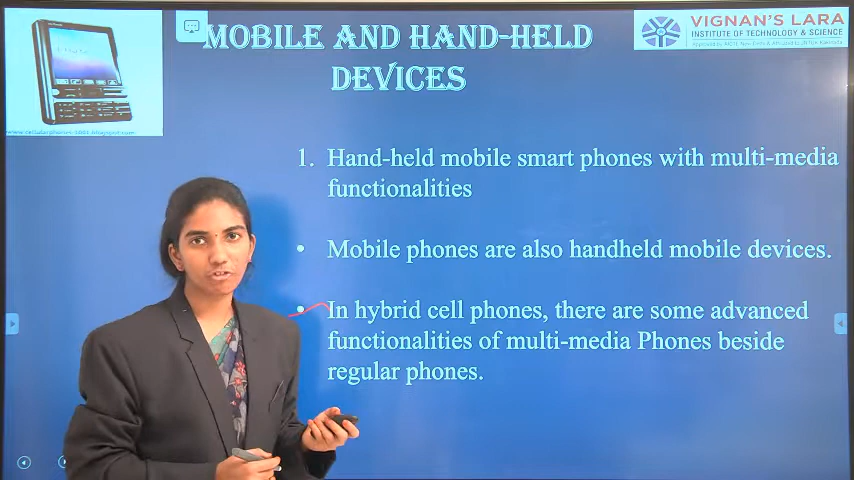 MOBILE AND HAND-HELD
DEVICES
VIGNAN'S LARA
INSTITUTE OF TECHNOLOGY & SCIENCE
1. Hand-held mobile smart phones with multi-media
functionalities
• Mobile phones are also handheld mobile devices.
• In hybrid cell phones, there are some advanced
functionalities of multi-media Phones beside
regular phones.